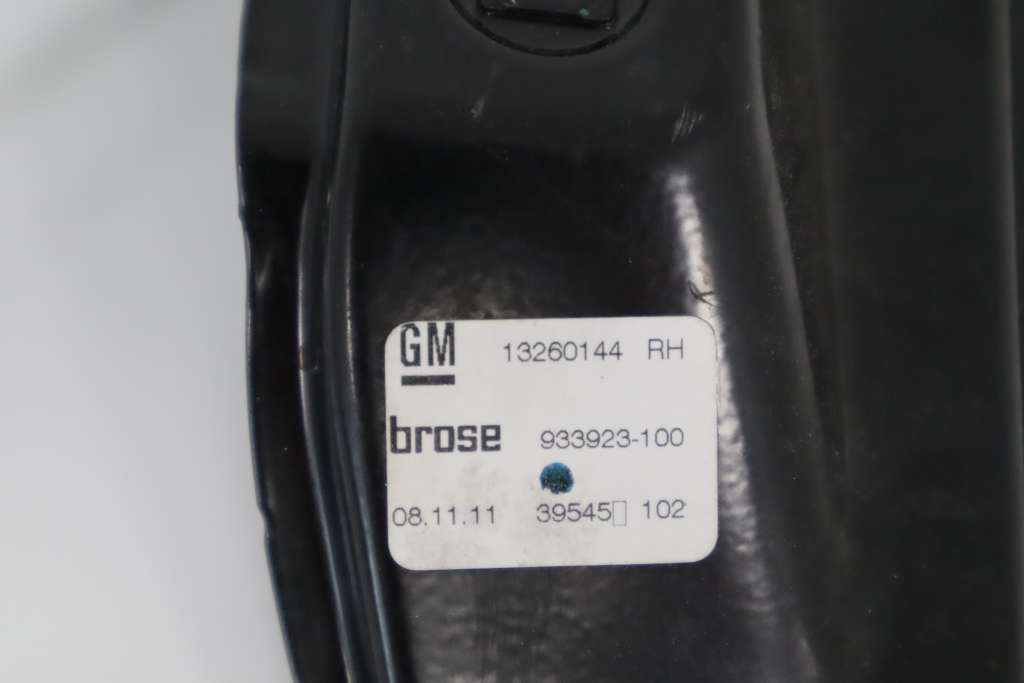 GM 13260144 RH
brose 933923-100
08.11.11 39545▯ 102